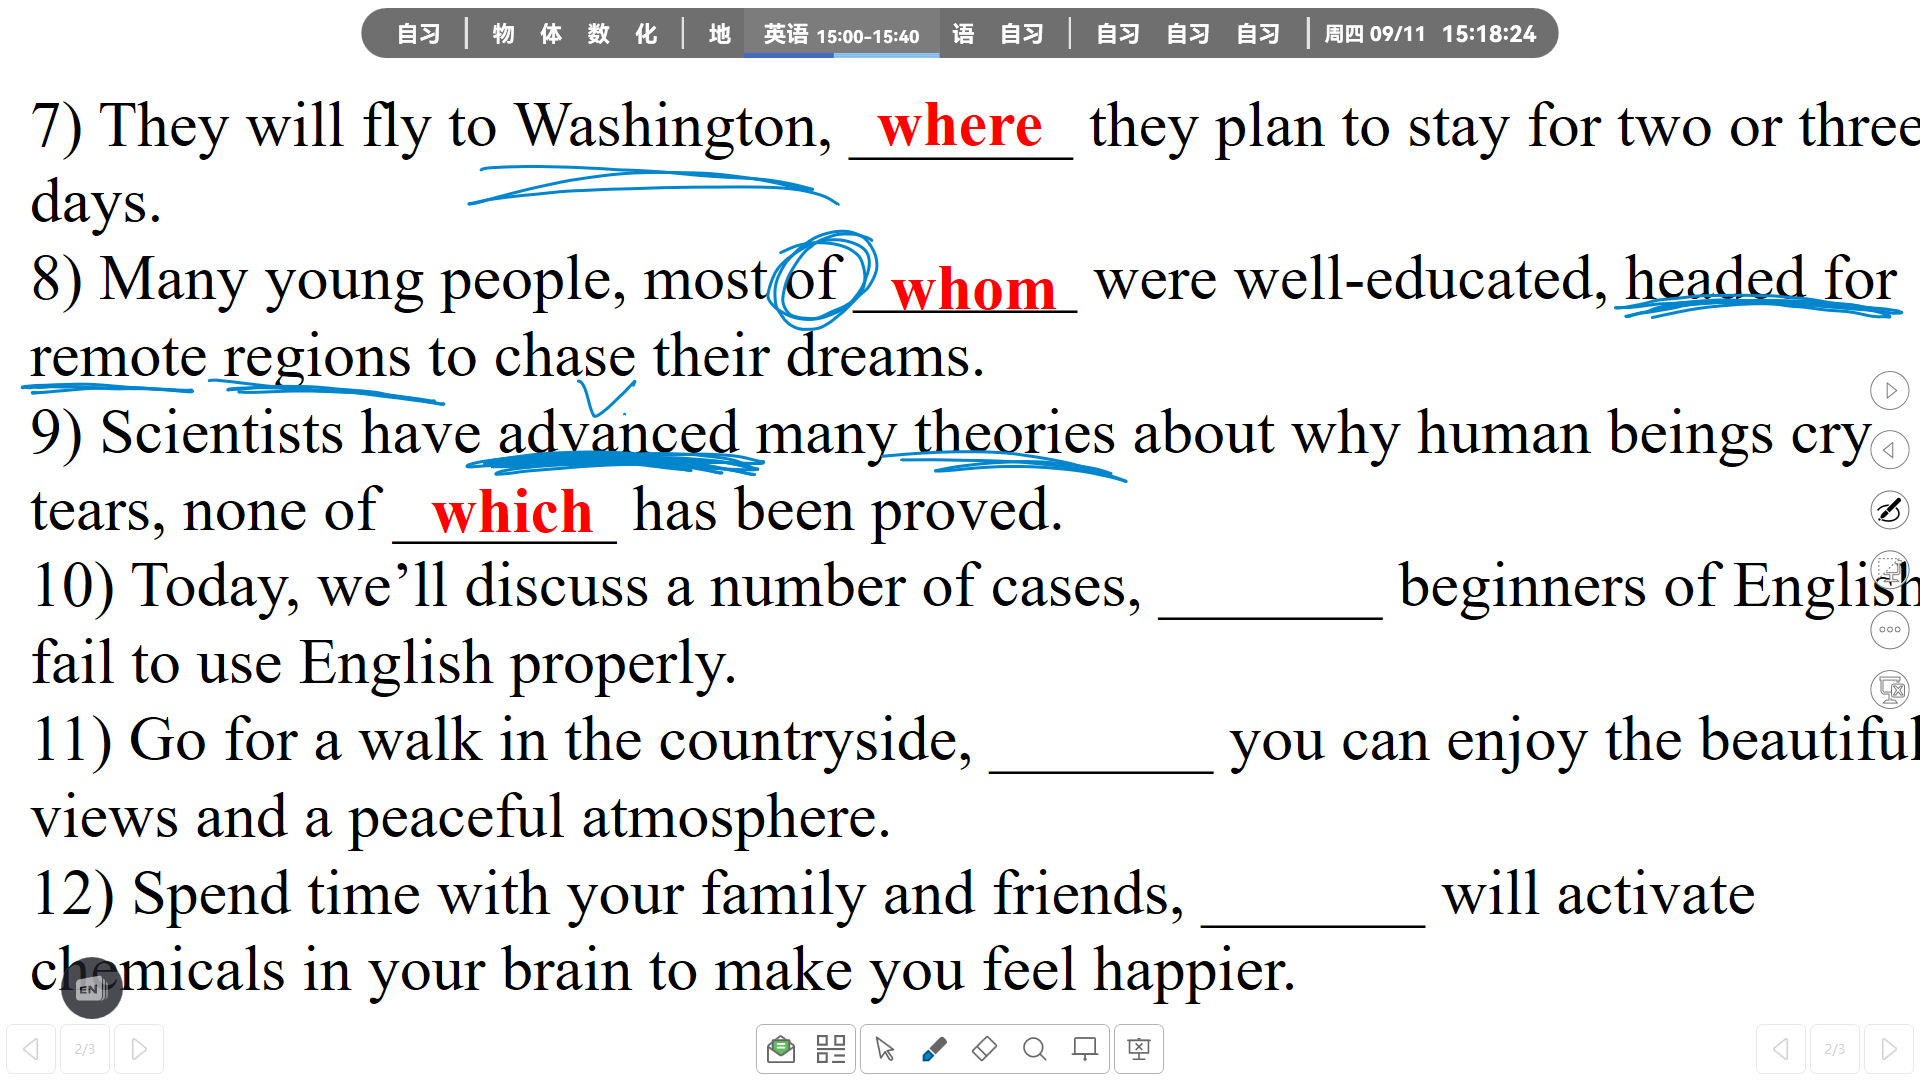 自习 | 物 体 数 化 | 地 英语 15:00-15:40 语 自习 | 自习 自习 自习 | 周四 09/11 15:18:24
7) They will fly to Washington, where they plan to stay for two or three
days.
8) Many young people, most of whom were well-educated, headed for
remote regions to chase their dreams.
9) Scientists have advanced many theories about why human beings cry
tears, none of which has been proved.
10) Today, we’ll discuss a number of cases, ________ beginners of English
fail to use English properly.
11) Go for a walk in the countryside, ________ you can enjoy the beautiful
views and a peaceful atmosphere.
12) Spend time with your family and friends, ________ will activate
chemicals in your brain to make you feel happier.
EN
2/3
2/3